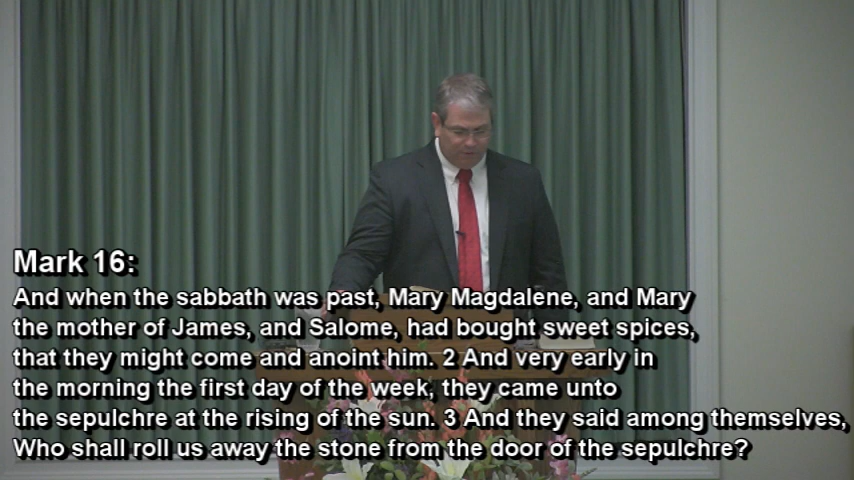 Mark 16:
And when the sabbath was past, Mary Magdalene, and Mary
the mother of James, and Salome, had bought sweet spices,
that they might come and anoint him. 2 And very early in
the morning the first day of the week, they came unto
the sepulchre at the rising of the sun. 3 And they said among themselves,
Who shall roll us away the stone from the door of the sepulchre?